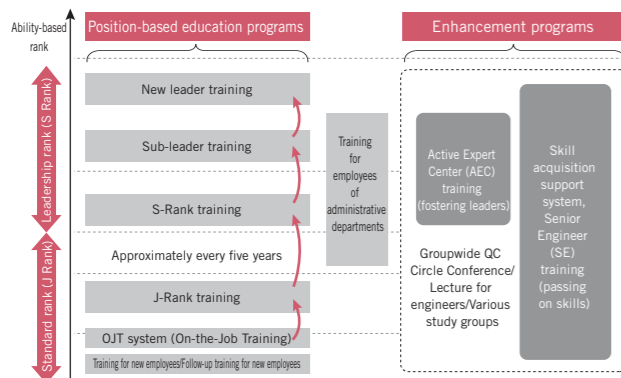 Ability-based
rank
Position-based education programs
Enhancement programs
Leadership rank (S Rank)
Standard rank (J Rank)
New leader training
Sub-leader training
S-Rank training
Approximately every five years
J-Rank training
OJT system (On-the-Job Training)
Training for new employees/Follow-up training for new employees
Training
for
employees
of
administrative
departments
Active Expert
Center (AEC)
training
(fostering leaders)
Groupwide QC
Circle Conference/
Lecture for
engineers/Various
study groups
Skill
acquisition
support
system,
Senior
Engineer
(SE)
training
(passing
on skills)